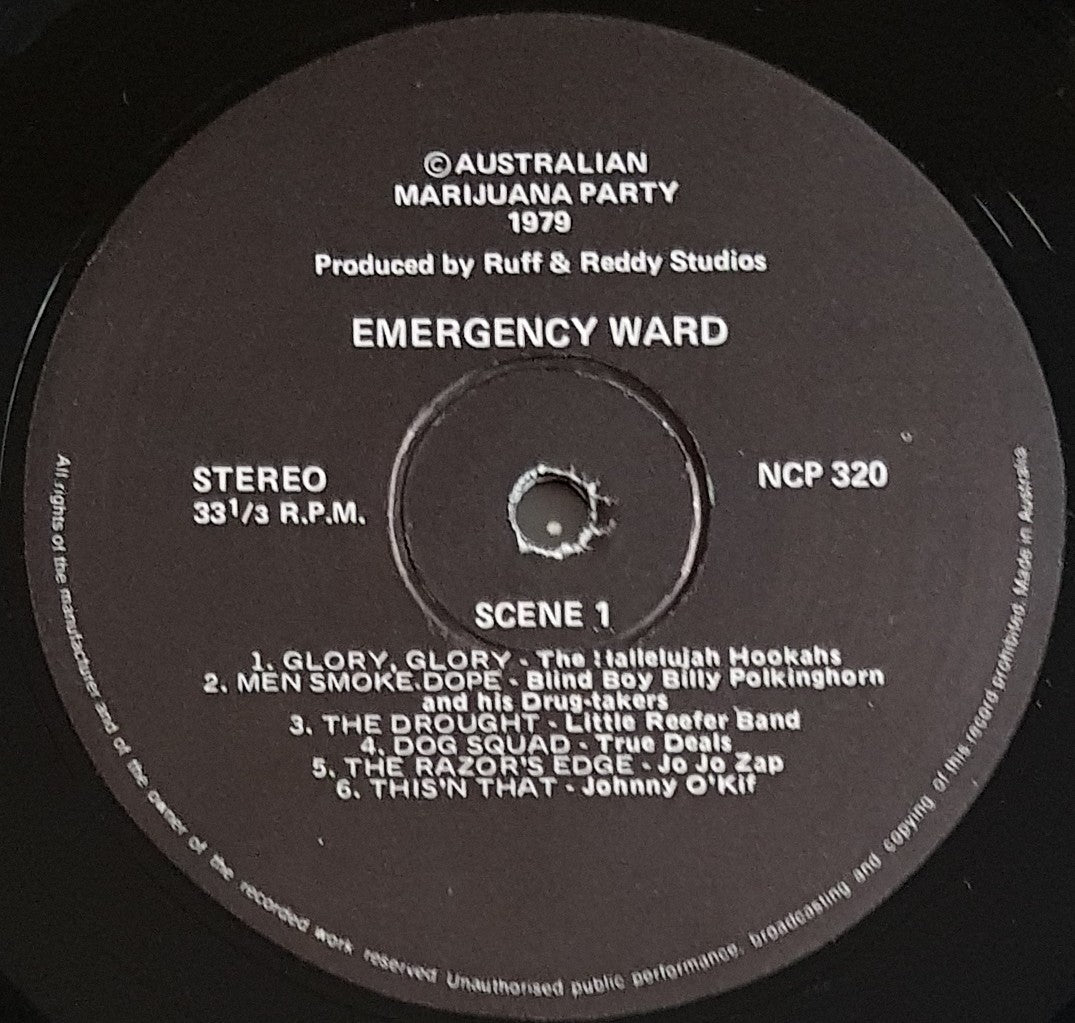 © AUSTRALIAN
MARIJUANA PARTY
1979
Produced by Ruff & Reddy Studios
EMERGENCY WARD
STEREO
33 1/3 R.P.M.
NCP 320
SCENE 1
1. GLORY, GLORY - The Hallelujah Hookahs
2. MEN SMOKE.DOPE - Blind Boy Billy Polkinghorn
and his Drug-takers
3. THE DROUGHT - Little Reefer Band
4. DOG SQUAD - True Deals
5. THE RAZOR'S EDGE - Jo Jo Zap
6. THIS'N THAT - Johnny O'Kif
All rights of the manufacturer and of the owner of the recorded work reserved Unauthorised public performance, broadcasting and copying of this record prohibited. Made in Australia